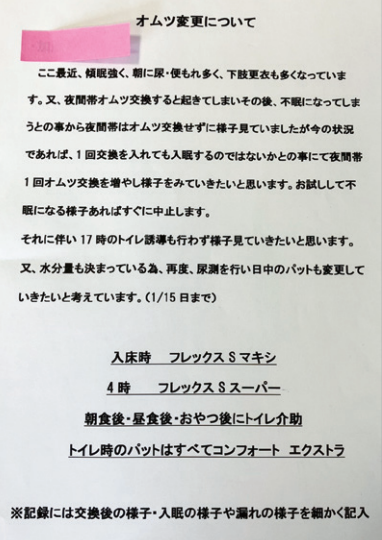 オムツ変更について
ここ最近、傾眠強く、朝に尿・便もれ多く、下肢更衣も多くなっていま
す。又、夜間帯オムツ交換すると起きてしまいその後、不眠になってしま
うとの事から夜間帯はオムツ交換せずに様子見ていましたが今の状況
であれば、1回交換を入れても入眠するのではないかとの事にて夜間帯
1回オムツ交換を増やし様子をみていきたいと思います。お試しして不
眠になる様子あればすぐに中止します。
それに伴い17時のトイレ誘導も行わず様子見ていきたいと思います。
又、水分量も決まっている為、再度、尿測を行い日中のパットも変更して
いきたいと考えています。(1/15日まで)
入床時　フレックスSマキシ
4時　フレックスSスーパー
朝食後・昼食後・おやつ後にトイレ介助
トイレ時のパットはすべてコンフォート　エクストラ
※記録には交換後の様子・入眠の様子や漏れの様子を細かく記入